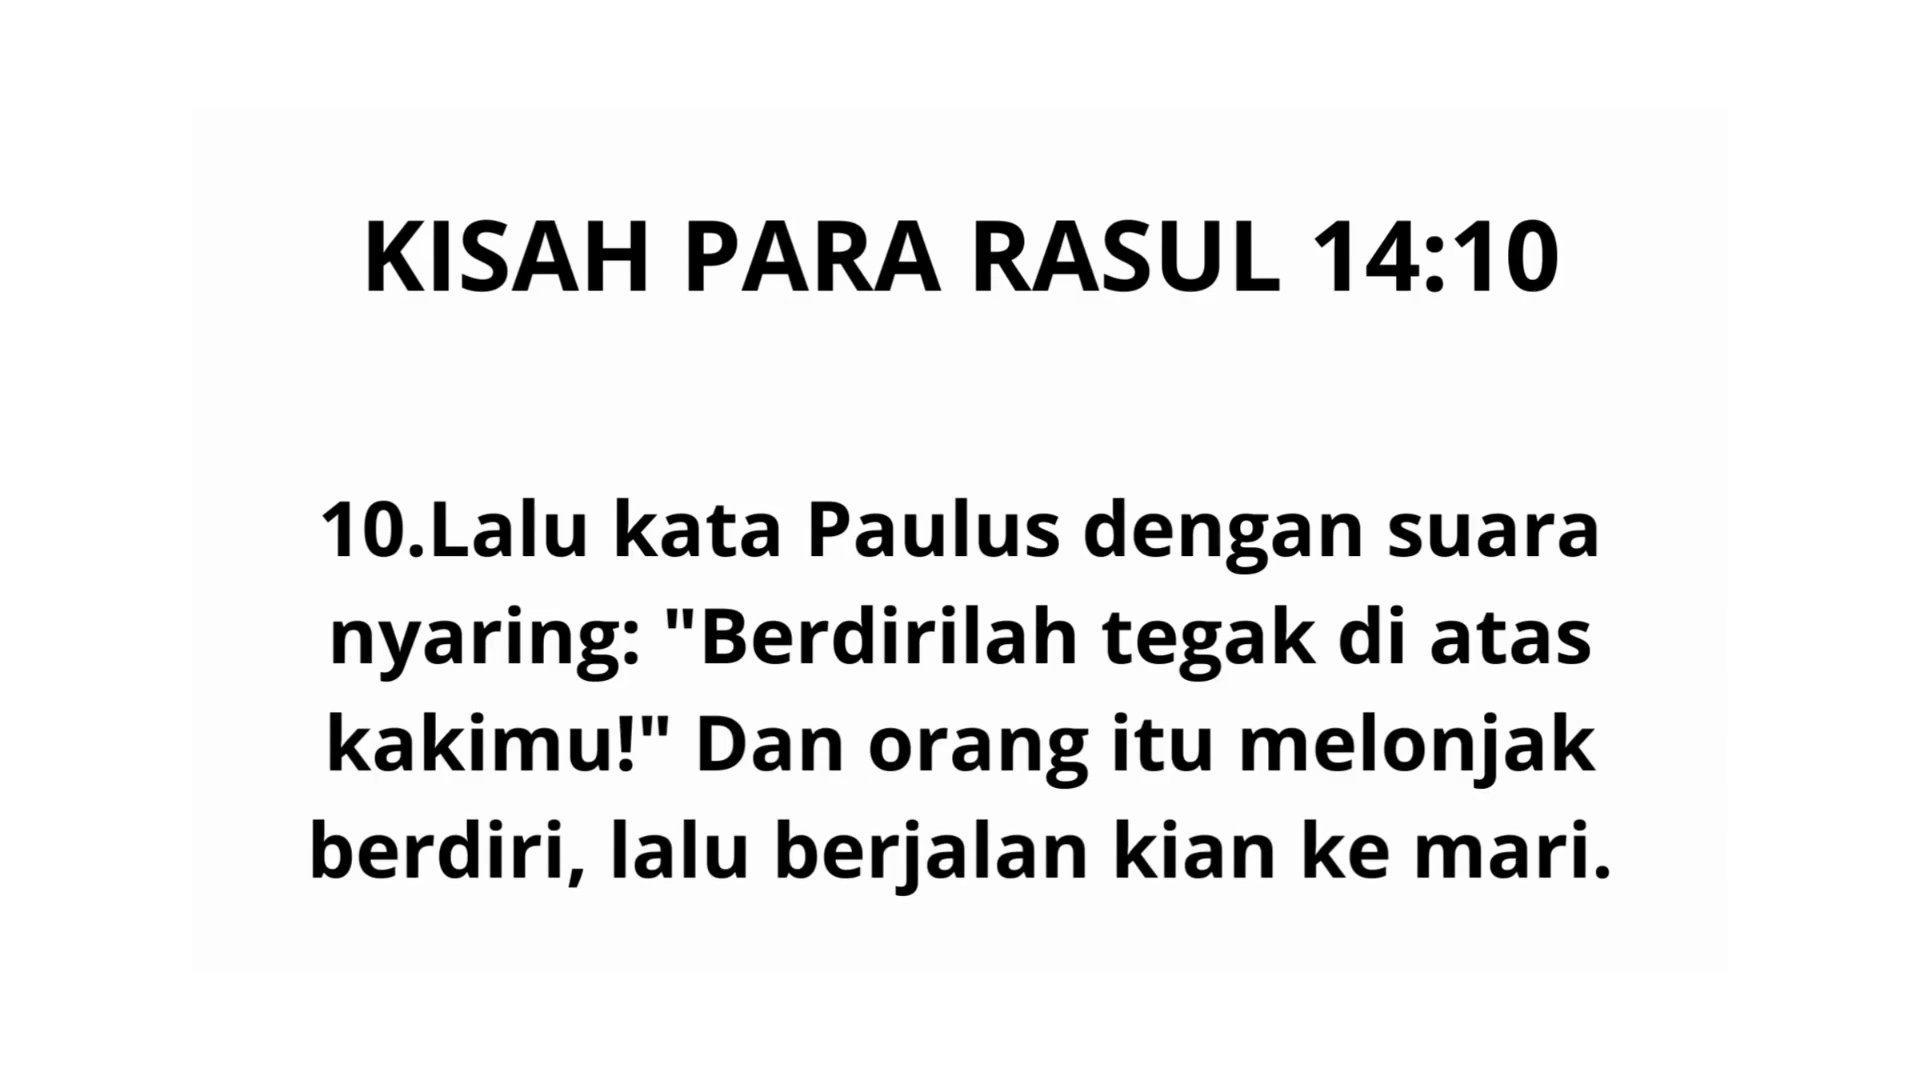 KISAH PARA RASUL 14:10
10.Lalu kata Paulus dengan suara
nyaring: "Berdirilah tegak di atas
kakimu!" Dan orang itu melonjak
berdiri, lalu berjalan kian ke mari.